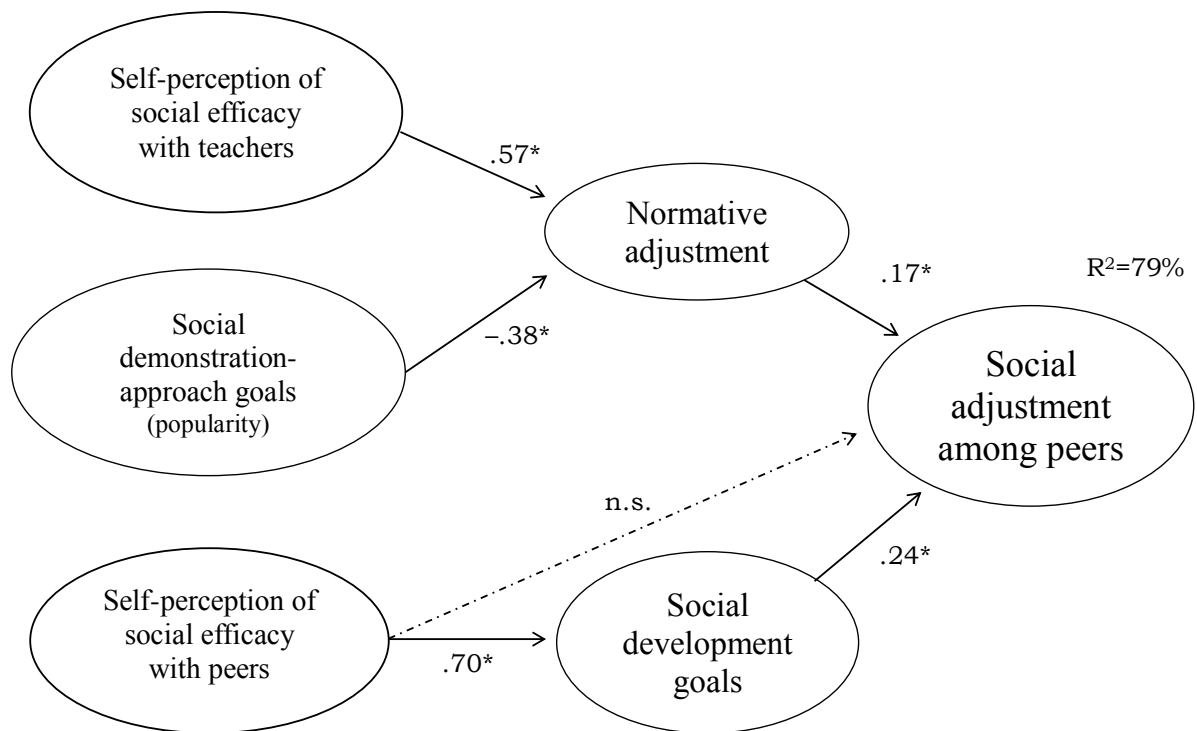 Self-perception of
social efficacy
with teachers
.57*
Normative
adjustment
.17*
R²=79%
Social
demonstration-
approach goals
(popularity)
–.38*
Social
adjustment
among peers
n.s.
.24*
Self-perception of
social efficacy
with peers
.70*
Social
development
goals